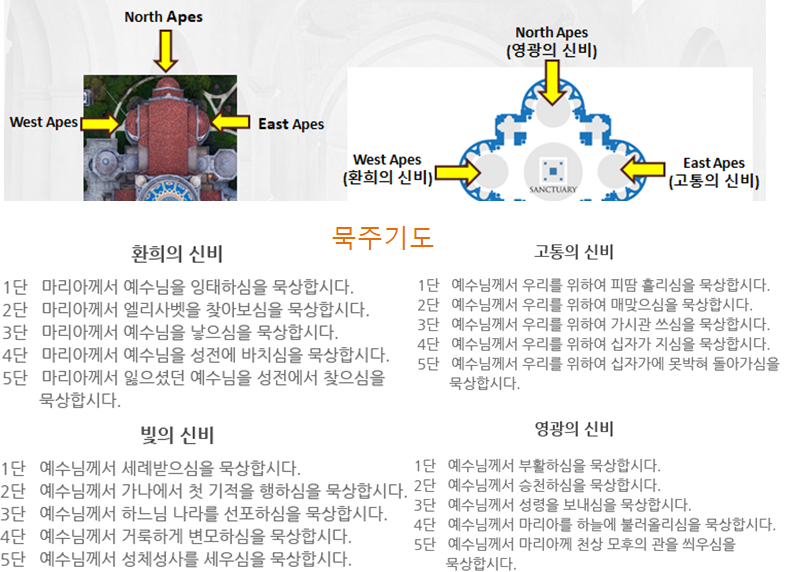 North Apes
West Apes
East Apes
North Apes
(영광의 신비)
West Apes
(환희의 신비)
East Apes
(고통의 신비)
SANCTUARY
묵주기도
환희의 신비
1단 마리아께서 예수님을 잉태하심을 묵상합시다.
2단 마리아께서 엘리사벳을 찾아보심을 묵상합시다.
3단 마리아께서 예수님을 낳으심을 묵상합시다.
4단 마리아께서 예수님을 성전에 바치심을 묵상합시다.
5단 마리아께서 잃으셨던 예수님을 성전에서 찾으심을
묵상합시다.
고통의 신비
1단 예수님께서 우리를 위하여 피땀 흘리심을 묵상합시다.
2단 예수님께서 우리를 위하여 매맞으심을 묵상합시다.
3단 예수님께서 우리를 위하여 가시관 쓰심을 묵상합시다.
4단 예수님께서 우리를 위하여 십자가 지심을 묵상합시다.
5단 예수님께서 우리를 위하여 십자가에 못박혀 돌아가심을
묵상합시다.
빛의 신비
1단 예수님께서 세례받으심을 묵상합시다.
2단 예수님께서 가나에서 첫 기적을 행하심을 묵상합시다.
3단 예수님께서 하느님 나라를 선포하심을 묵상합시다.
4단 예수님께서 거룩하게 변모하심을 묵상합시다.
5단 예수님께서 성체성사를 세우심을 묵상합시다.
영광의 신비
1단 예수님께서 부활하심을 묵상합시다.
2단 예수님께서 승천하심을 묵상합시다.
3단 예수님께서 성령을 보내심을 묵상합시다.
4단 예수님께서 마리아를 하늘에 불러올리심을 묵상합시다.
5단 예수님께서 마리아께 천상 모후의 관을 씌우심을
묵상합시다.